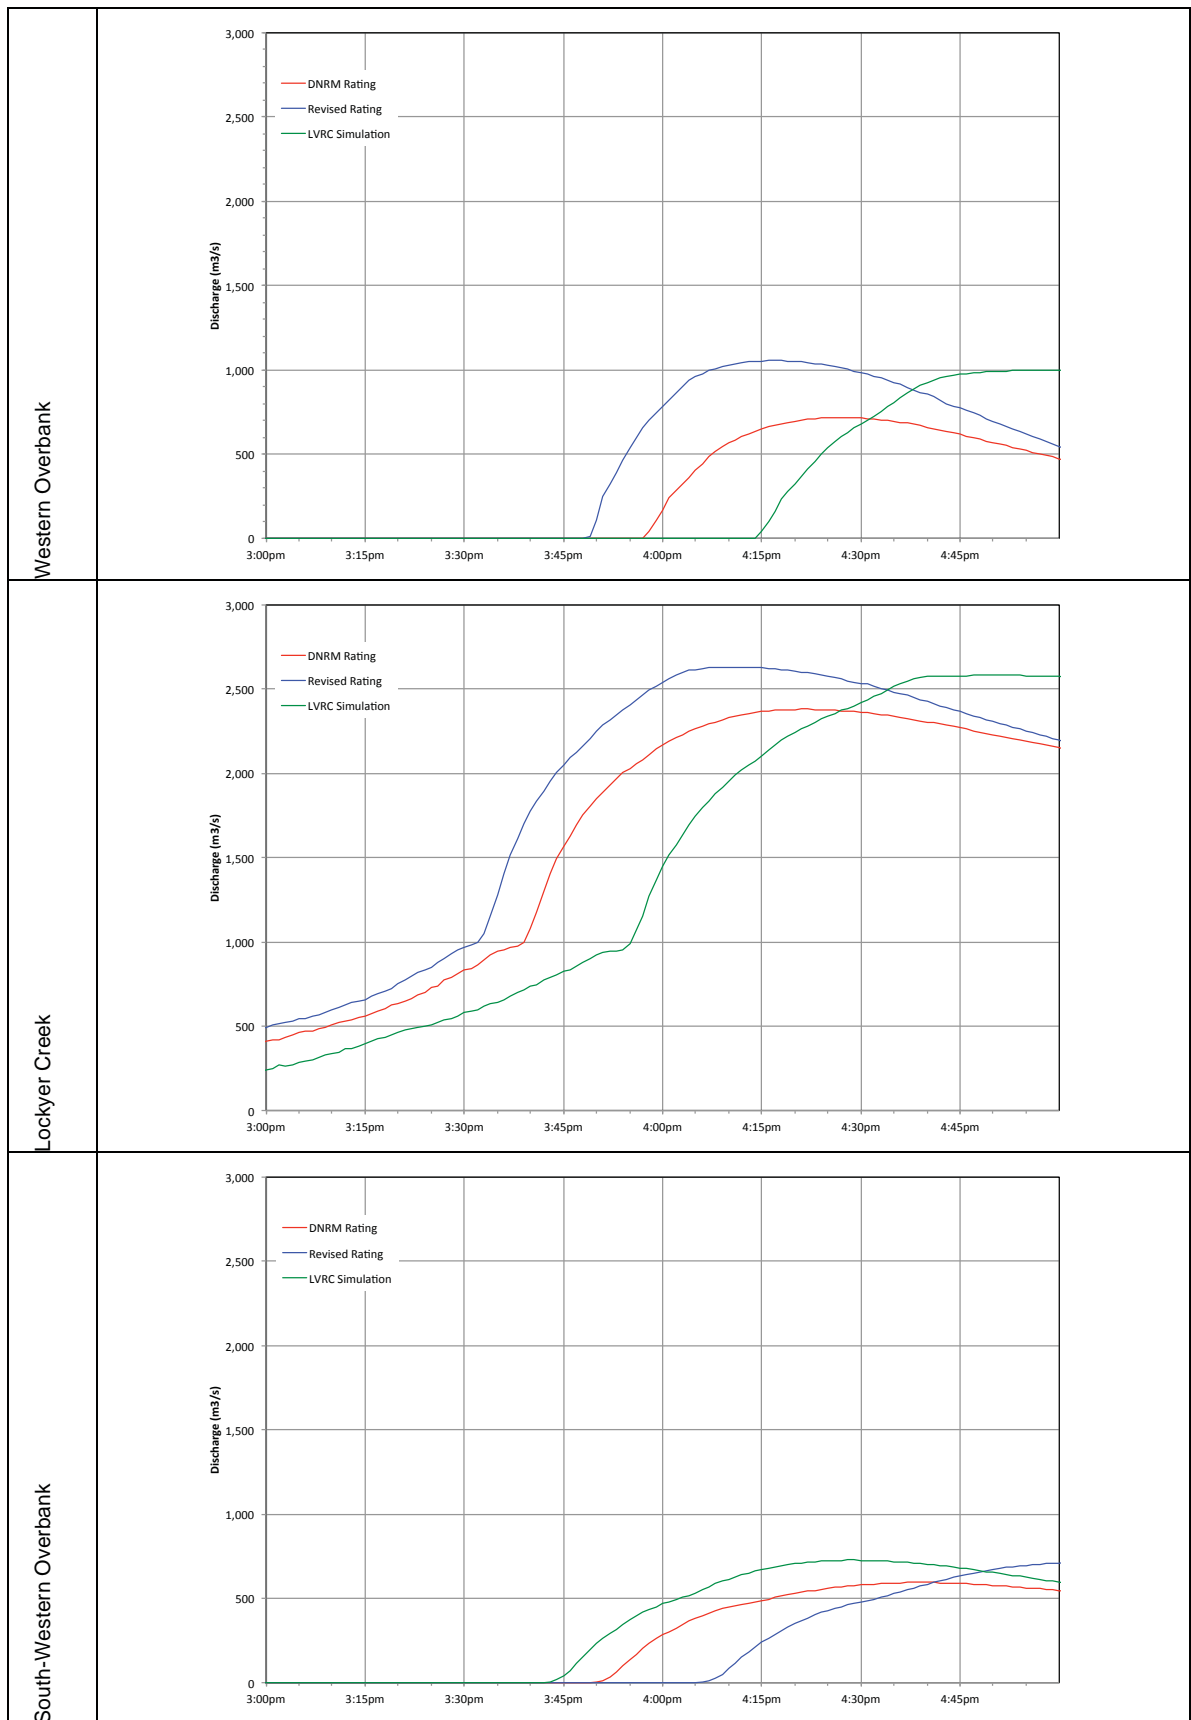 Western Overbank
3,000
2,500
2,000
1,500
1,000
500
0
Discharge (m3/s)
DNRM Rating
Revised Rating
LVRC Simulation
3:00pm 3:15pm 3:30pm 3:45pm 4:00pm 4:15pm 4:30pm 4:45pm
Lockyer Creek
3,000
2,500
2,000
1,500
1,000
500
0
Discharge (m3/s)
DNRM Rating
Revised Rating
LVRC Simulation
3:00pm 3:15pm 3:30pm 3:45pm 4:00pm 4:15pm 4:30pm 4:45pm
South-Western Overbank
3,000
2,500
2,000
1,500
1,000
500
0
Discharge (m3/s)
DNRM Rating
Revised Rating
LVRC Simulation
3:00pm 3:15pm 3:30pm 3:45pm 4:00pm 4:15pm 4:30pm 4:45pm